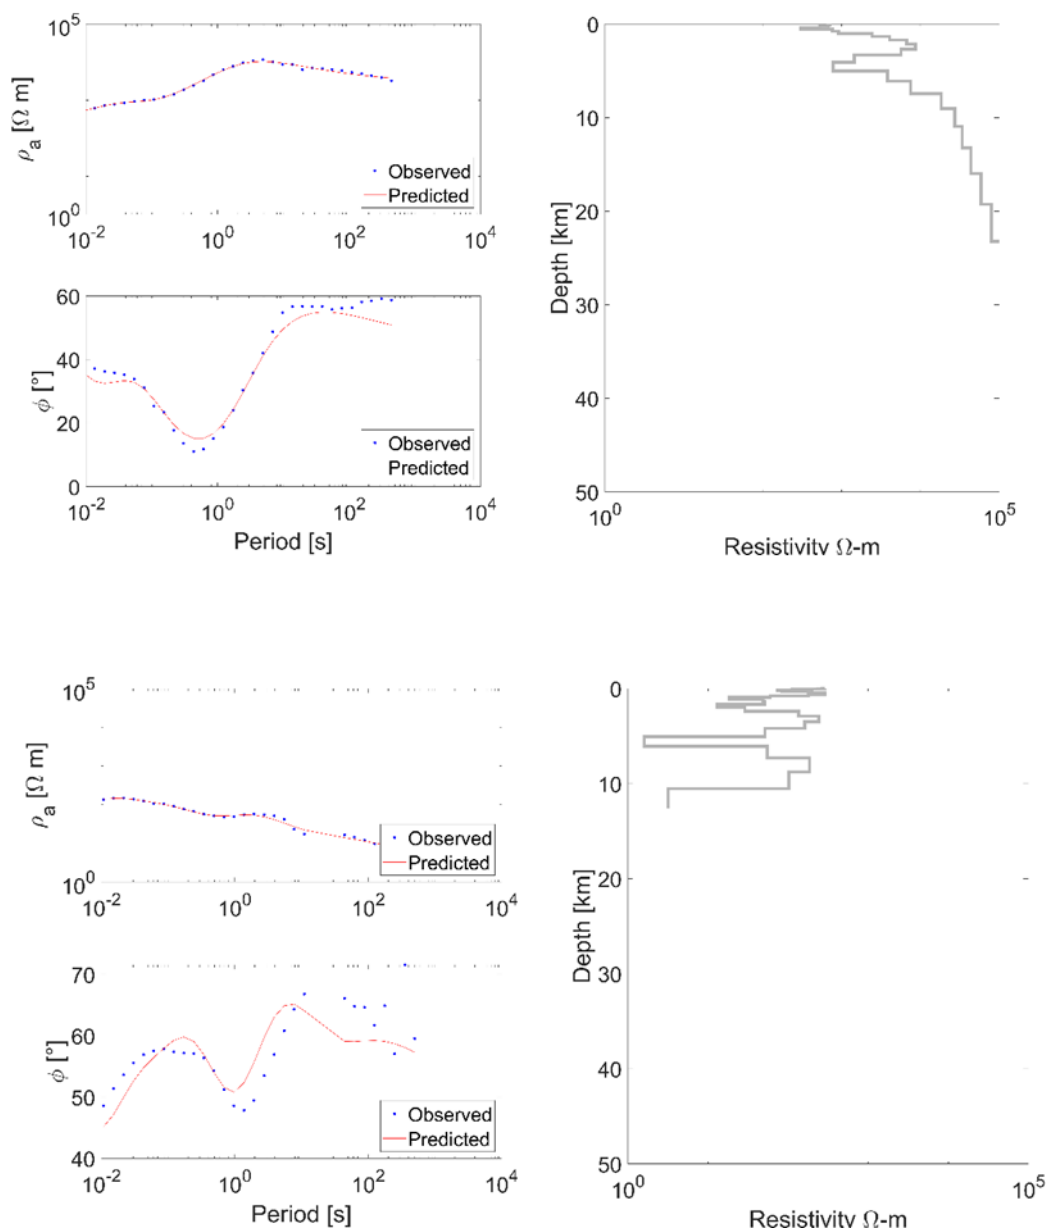 10^5
ρ_a [Ω m]
Observed
Predicted
10^0
10^-2 10^0 10^2 10^4
60
40
20
0
ϕ [°]
Observed
Predicted
10^-2 10^0 10^2 10^4
Period [s]
0
10
20
30
40
50
Depth [km]
10^0 10^5
Resistivity Ω-m
10^5
ρ_a [Ω m]
Observed
Predicted
10^0
10^-2 10^0 10^2 10^4
70
60
50
40
ϕ [°]
Observed
Predicted
10^-2 10^0 10^2 10^4
Period [s]
0
10
20
30
40
50
Depth [km]
10^0 10^5
Resistivity Ω-m